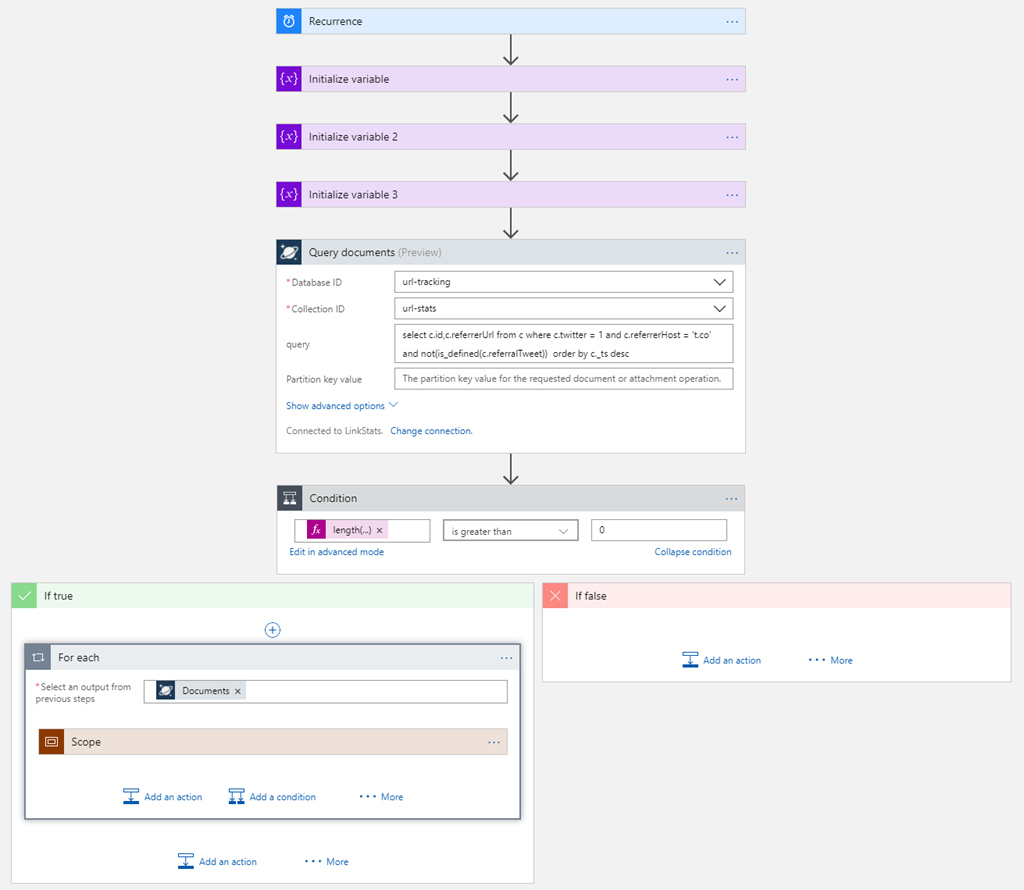 Recurrence
{x} Initialize variable
{x} Initialize variable 2
{x} Initialize variable 3
Query documents (Preview)
*Database ID
url-tracking
*Collection ID
url-stats
query
select c.id,c.referrerUrl from c where c.twitter = 1 and c.referrerHost = 't.co'
and not(is_defined(c.referralTweet)) order by c._ts desc
Partition key value
The partition key value for the requested document or attachment operation.
Show advanced options
Connected to LinkStats. Change connection.
Condition
fx length(...) ×
is greater than
0
Edit in advanced mode
Collapse condition
If true
For each
*Select an output from
previous steps
Documents ×
Scope
Add an action
Add a condition
More
Add an action
More
If false
Add an action
More